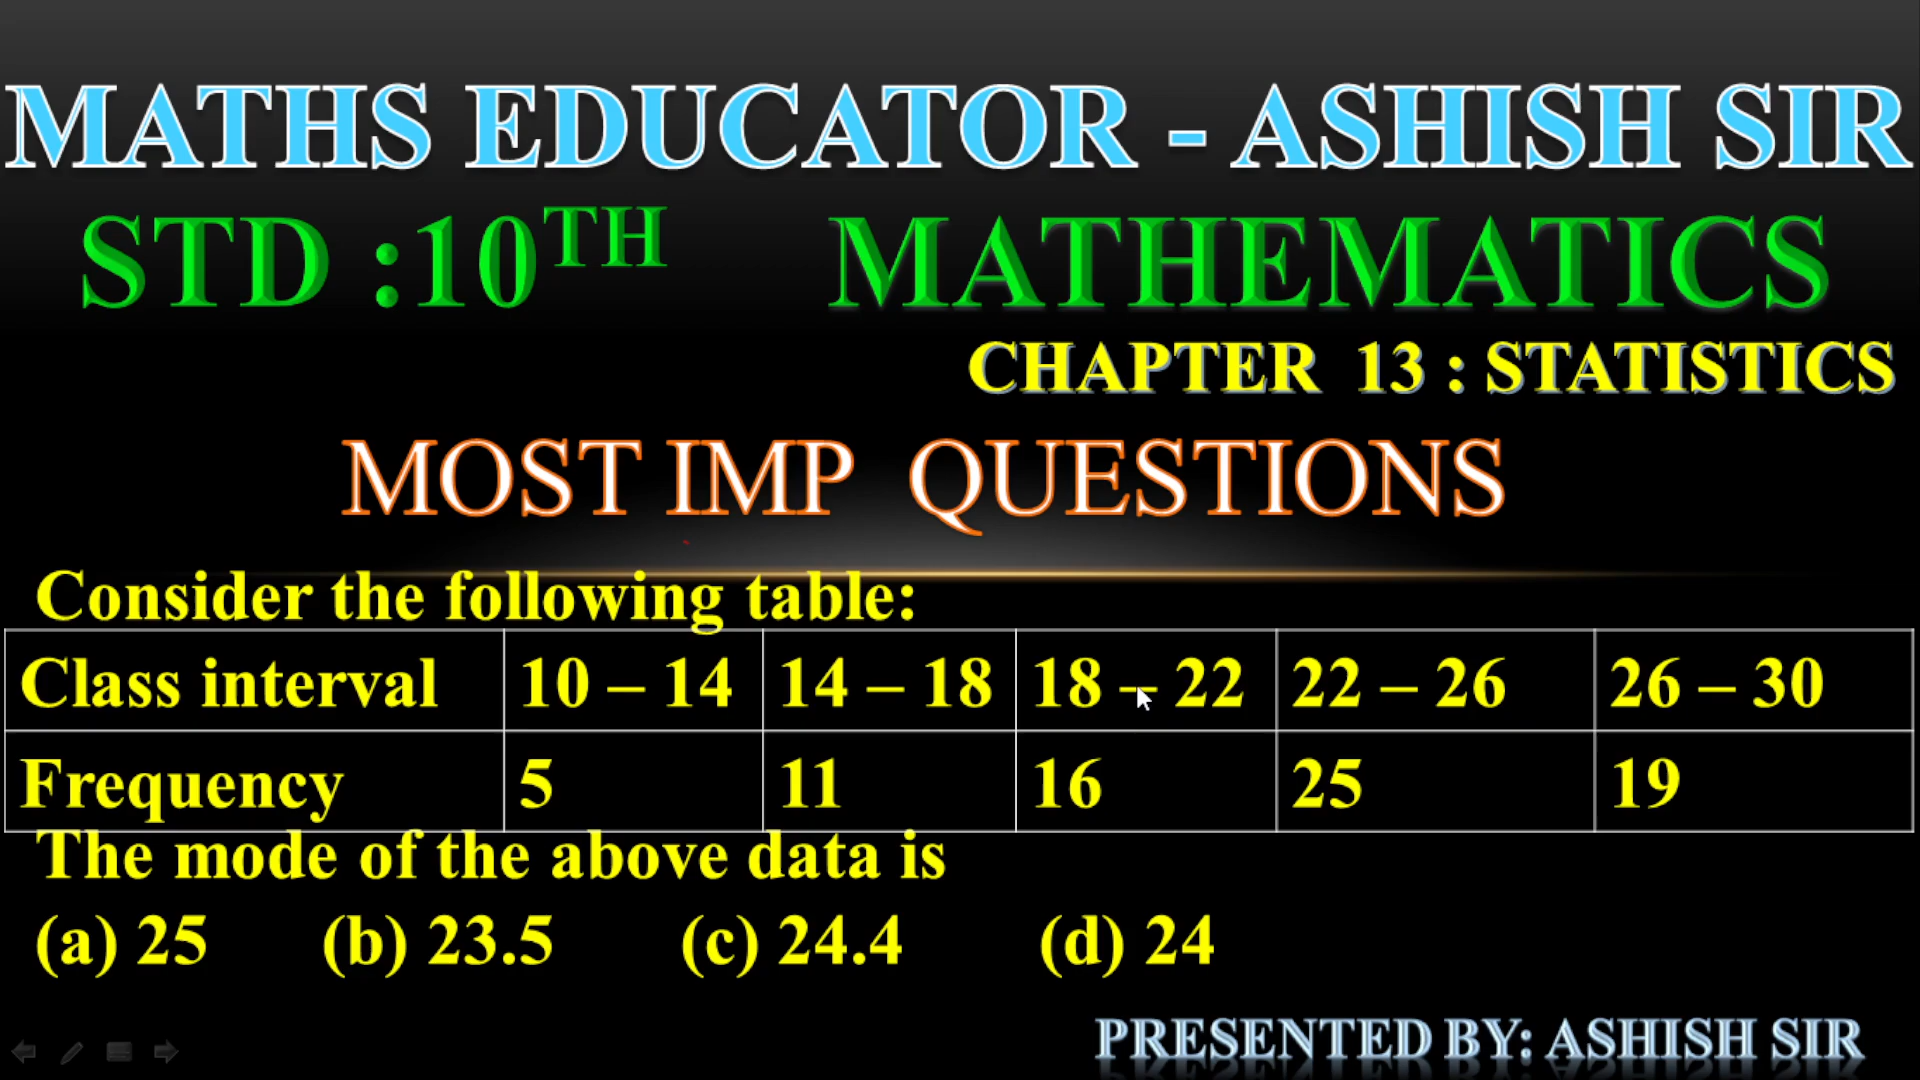 MATHS EDUCATOR - ASHISH SIR
STD :10TH MATHEMATICS
CHAPTER 13 : STATISTICS
MOST IMP QUESTIONS
Consider the following table:
Class interval 10 – 14 14 – 18 18 – 22 22 – 26 26 – 30
Frequency 5 11 16 25 19
The mode of the above data is
(a) 25 (b) 23.5 (c) 24.4 (d) 24
PRESENTED BY: ASHISH SIR